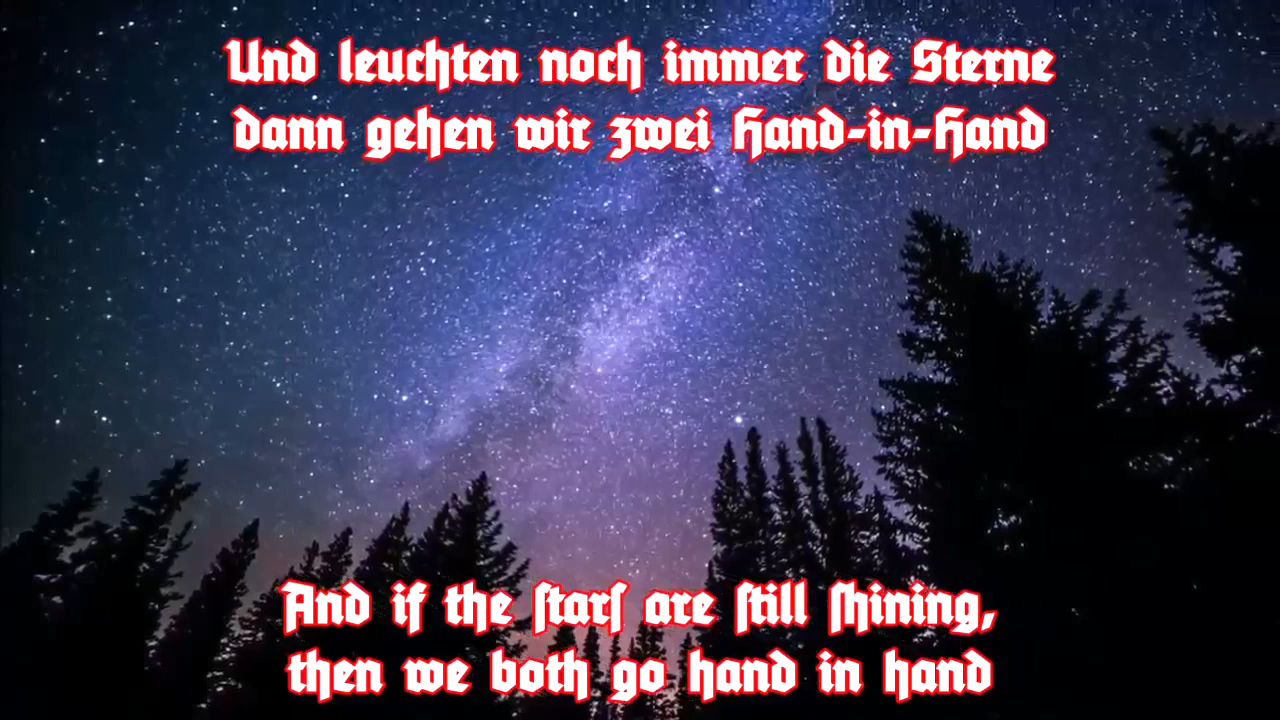 Und leuchten noch immer die Sterne
dann gehen wir zwei Hand-in-Hand
And if the ſtarſ are ſtill ſhining,
then we both go hand in hand